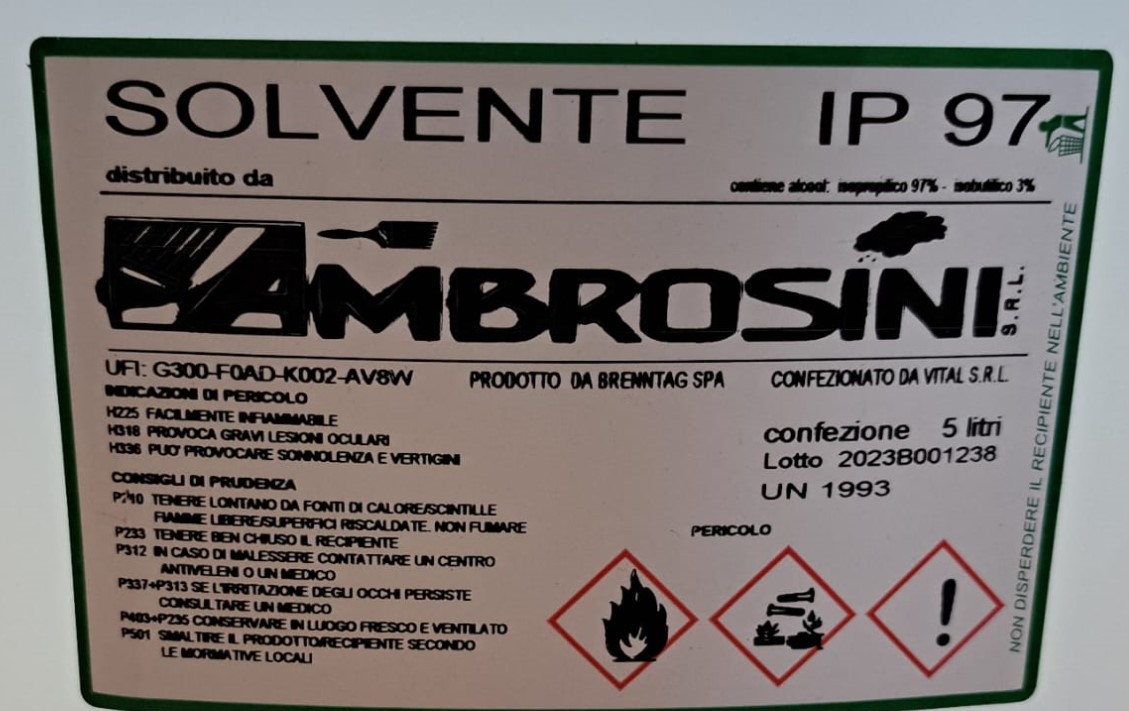 SOLVENTE IP 97
distribuito da
contiene alcool: isopropilico 97% - isobutilico 3%
AMBROSINI S.R.L.
UFI: G300-F0AD-K002-AV8W PRODOTTO DA BRENNTAG SPA CONFEZIONATO DA VITAL S.R.L.
INDICAZIONI DI PERICOLO
H225 FACILMENTE INFIAMMABILE
H318 PROVOCA GRAVI LESIONI OCULARI
H336 PUO' PROVOCARE SONNOLENZA E VERTIGINI
confezione 5 litri
Lotto 2023B001238
UN 1993
CONSIGLI DI PRUDENZA
P210 TENERE LONTANO DA FONTI DI CALORE/SCINTILLE
FIAMME LIBERE/SUPERFICI RISCALDATE. NON FUMARE
P233 TENERE BEN CHIUSO IL RECIPIENTE
P312 IN CASO DI MALESSERE CONTATTARE UN CENTRO
ANTIVELENI O UN MEDICO
P337+P313 SE L'IRRITAZIONE DEGLI OCCHI PERSISTE
CONSULTARE UN MEDICO
P403+P235 CONSERVARE IN LUOGO FRESCO E VENTILATO
P501 SMALTIRE IL PRODOTTO/RECIPIENTE SECONDO
LE NORMATIVE LOCALI
PERICOLO
NON DISPERDERE IL RECIPIENTE NELL'AMBIENTE